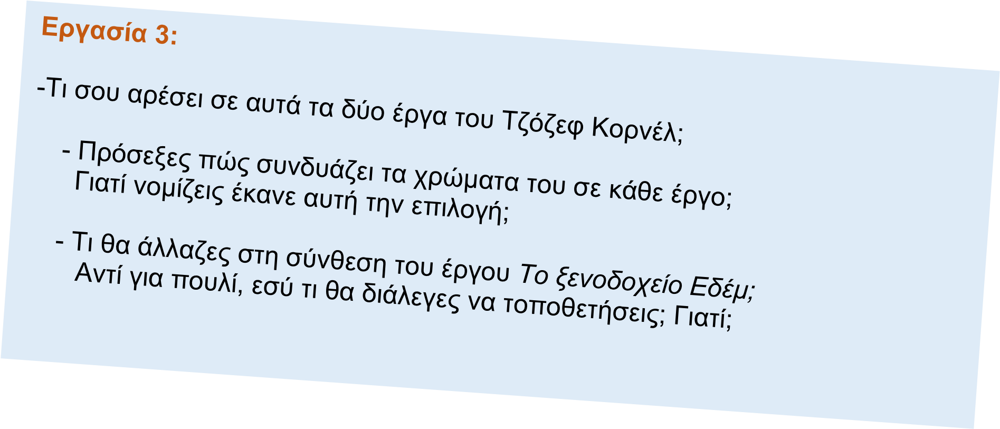 Εργασία 3:
-Τι σου αρέσει σε αυτά τα δύο έργα του Τζόζεφ Κορνέλ;
- Πρόσεξες πώς συνδυάζει τα χρώματα του σε κάθε έργο;
Γιατί νομίζεις έκανε αυτή την επιλογή;
- Τι θα άλλαζες στη σύνθεση του έργου Το ξενοδοχείο Εδέμ;
Αντί για πουλί, εσύ τι θα διάλεγες να τοποθετήσεις; Γιατί;